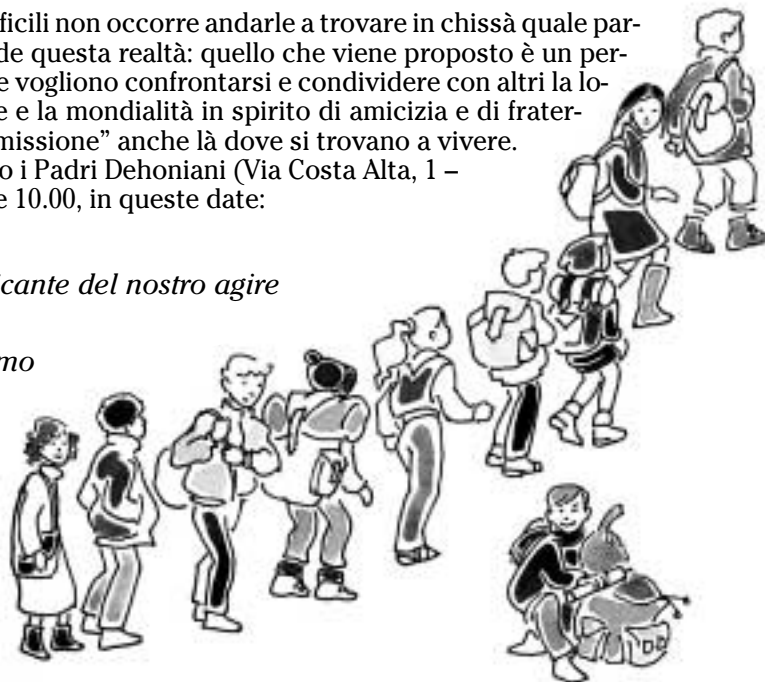 ficili non occorre andarle a trovare in chissà quale par-
de questa realtà: quello che viene proposto è un per-
e vogliono confrontarsi e condividere con altri la lo-
e e la mondialità in spirito di amicizia e di frater-
missione” anche là dove si trovano a vivere.
o i Padri Dehoniani (Via Costa Alta, 1 –
e 10.00, in queste date:
cante del nostro agire
mo